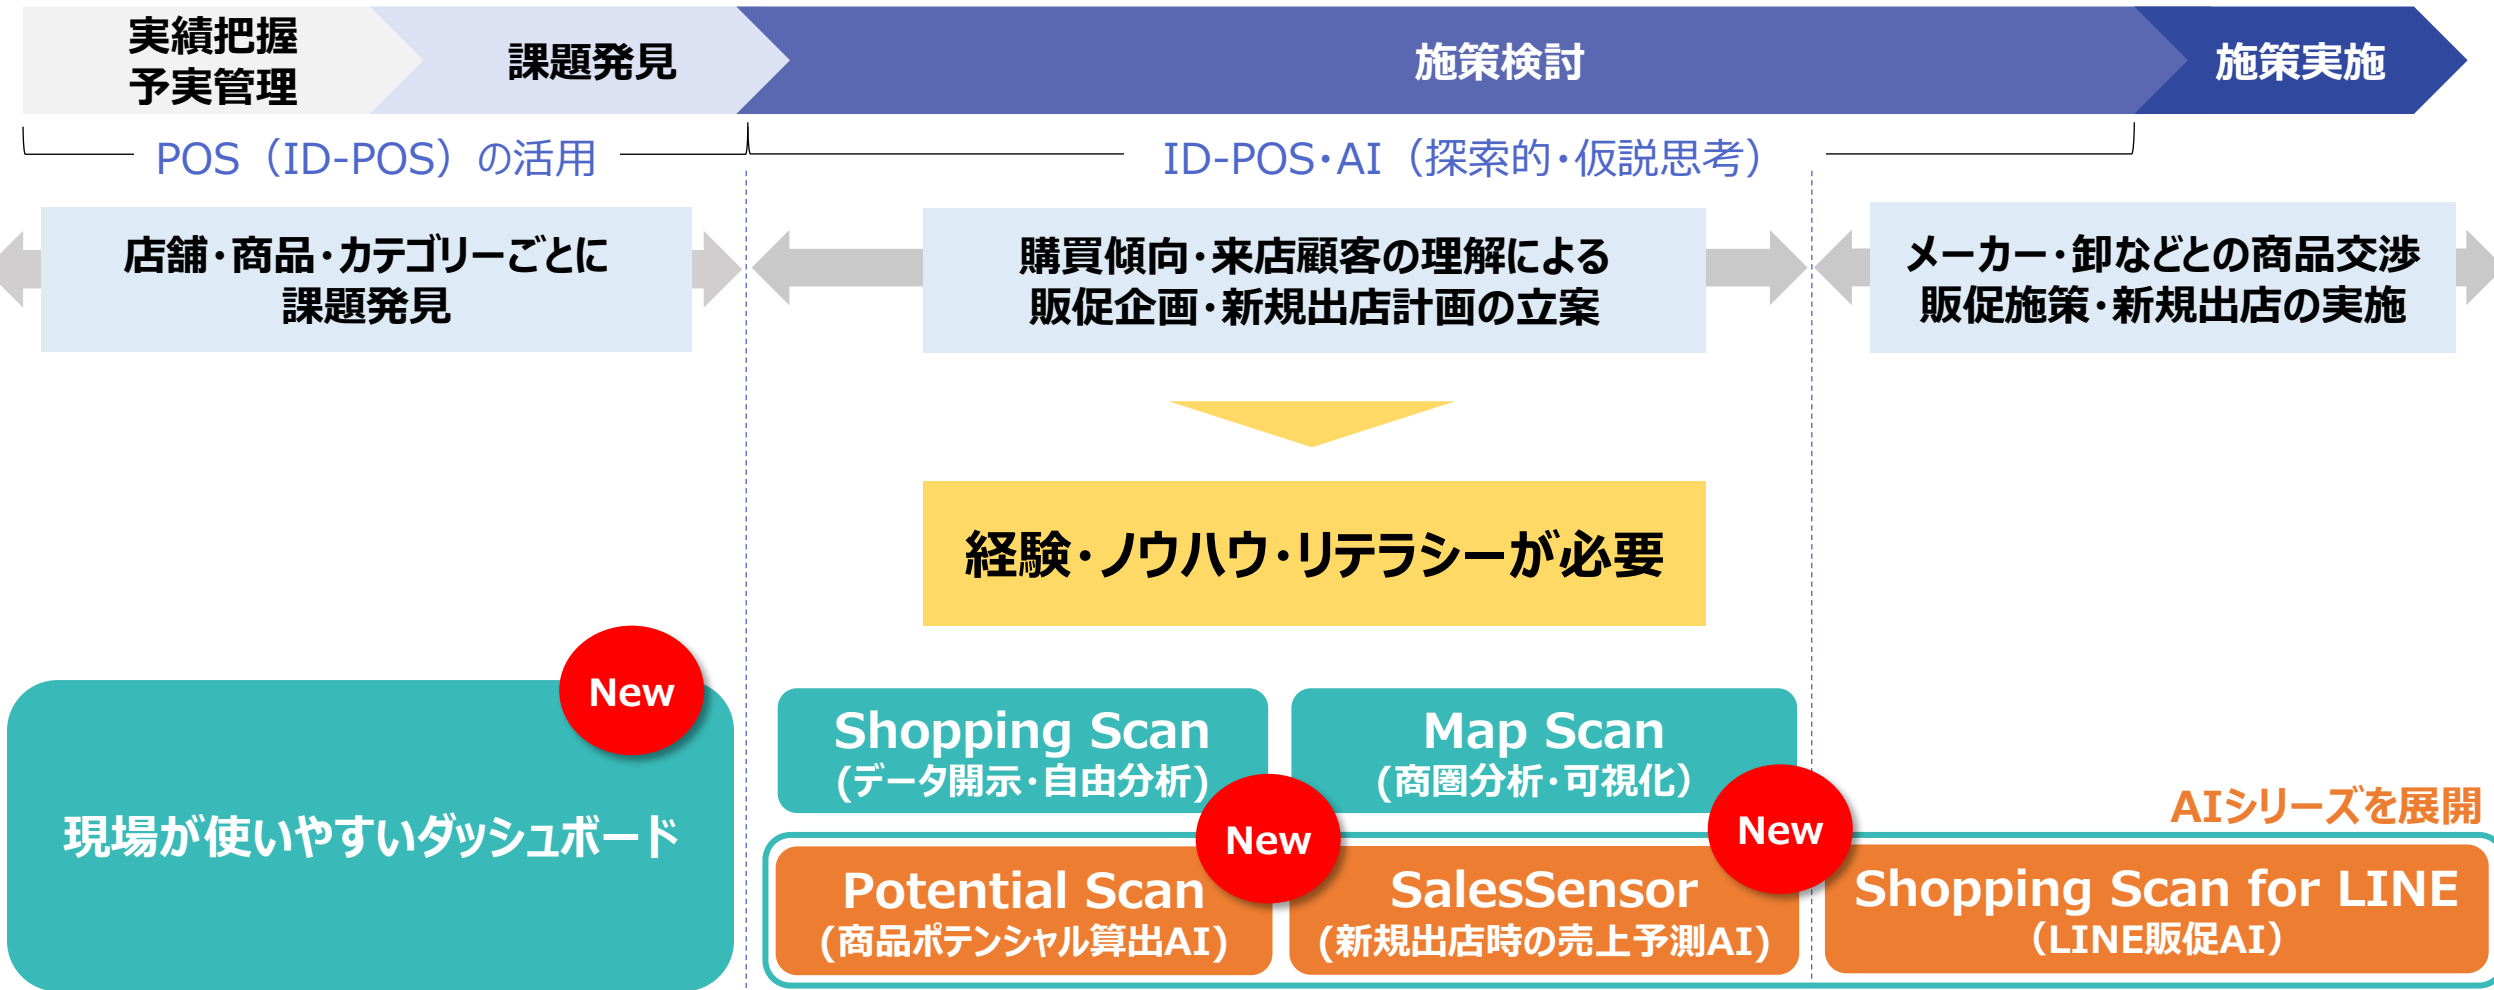 実績把握
予実管理
課題発見
施策検討
施策実施
POS（ID-POS）の活用
ID-POS・AI（探索的・仮説思考）
店舗・商品・カテゴリーごとに
課題発見
購買傾向・来店顧客の理解による
販促企画・新規出店計画の立案
メーカー・卸などとの商品交渉
販促施策・新規出店の実施
経験・ノウハウ・リテラシーが必要
New
現場が使いやすいダッシュボード
Shopping Scan
(データ開示・自由分析)
Map Scan
(商圏分析・可視化）
New
New
AIシリーズを展開
Potential Scan
(商品ポテンシャル算出AI)
SalesSensor
(新規出店時の売上予測AI)
Shopping Scan for LINE
（LINE販促AI）